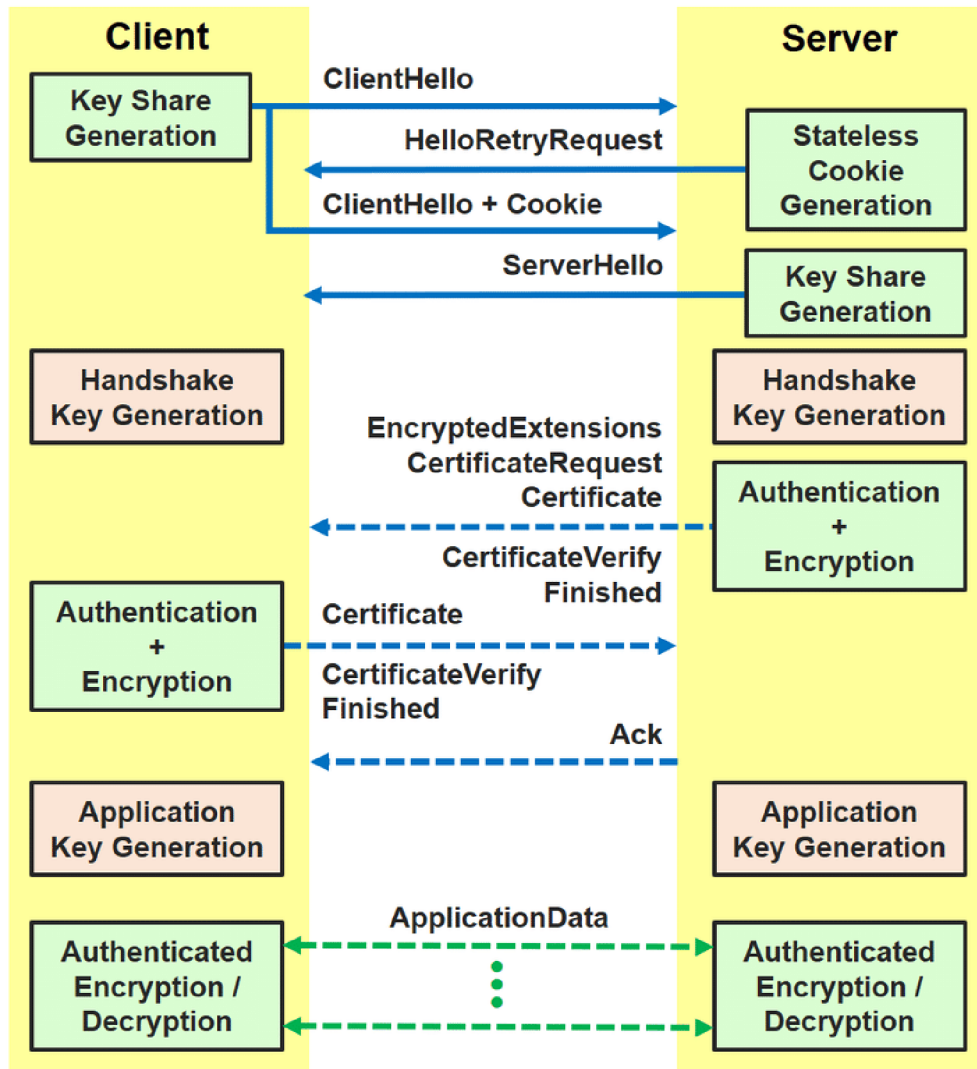 Client
Server
Key Share
Generation
ClientHello
HelloRetryRequest
Stateless
Cookie
Generation
ClientHello + Cookie
ServerHello
Key Share
Generation
Handshake
Key Generation
Handshake
Key Generation
EncryptedExtensions
CertificateRequest
Certificate
CertificateVerify
Finished
Authentication
+
Encryption
Authentication
+
Encryption
Certificate
CertificateVerify
Finished
Ack
Application
Key Generation
Application
Key Generation
ApplicationData
Authenticated
Encryption /
Decryption
Authenticated
Encryption /
Decryption